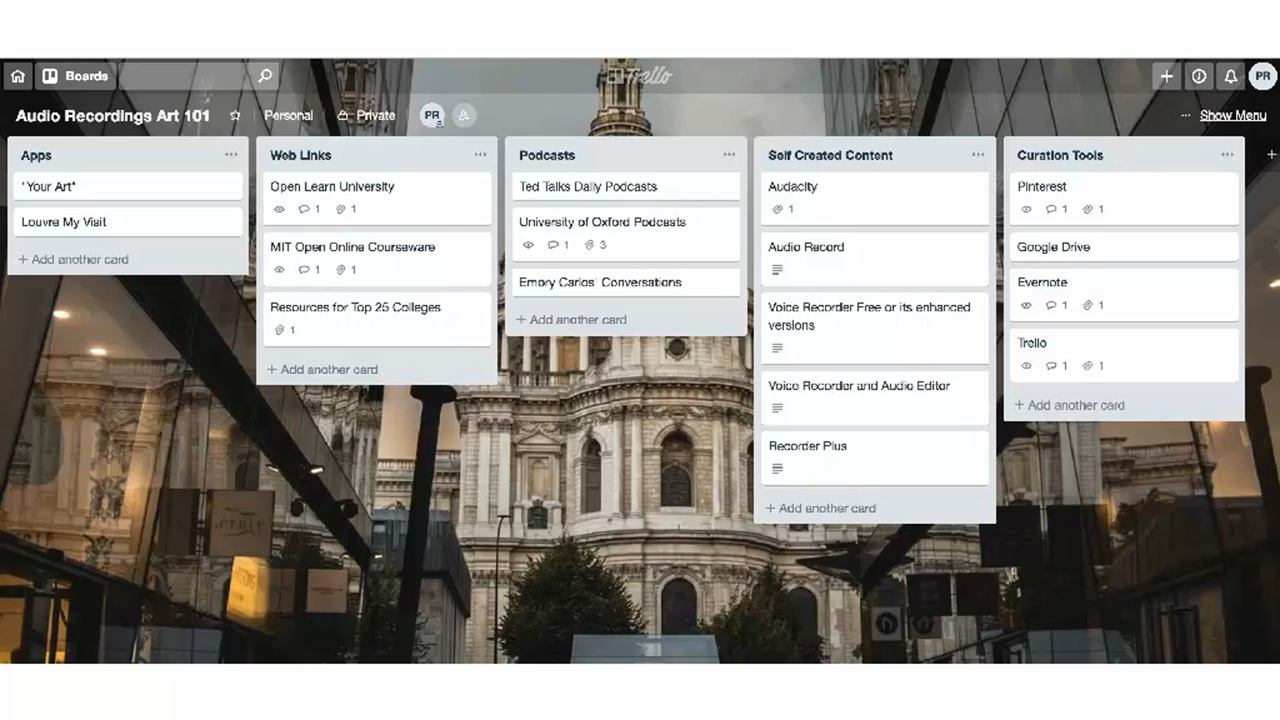 Boards
Trello
PR
Audio Recordings Art 101
Personal
Private
PR
... Show Menu
Apps
"Your Art"
Louvre My Visit
+ Add another card
Web Links
Open Learn University
1 1
MIT Open Online Courseware
1 1
Resources for Top 25 Colleges
1
+ Add another card
Podcasts
Ted Talks Daily Podcasts
University of Oxford Podcasts
1 3
Emory Carlos' Conversations
+ Add another card
Self Created Content
Audacity
1
Audio Record
Voice Recorder Free or its enhanced
versions
Voice Recorder and Audio Editor
Recorder Plus
+ Add another card
Curation Tools
Pinterest
1 1
Google Drive
Evernote
1 1
Trello
1 1
+ Add another card